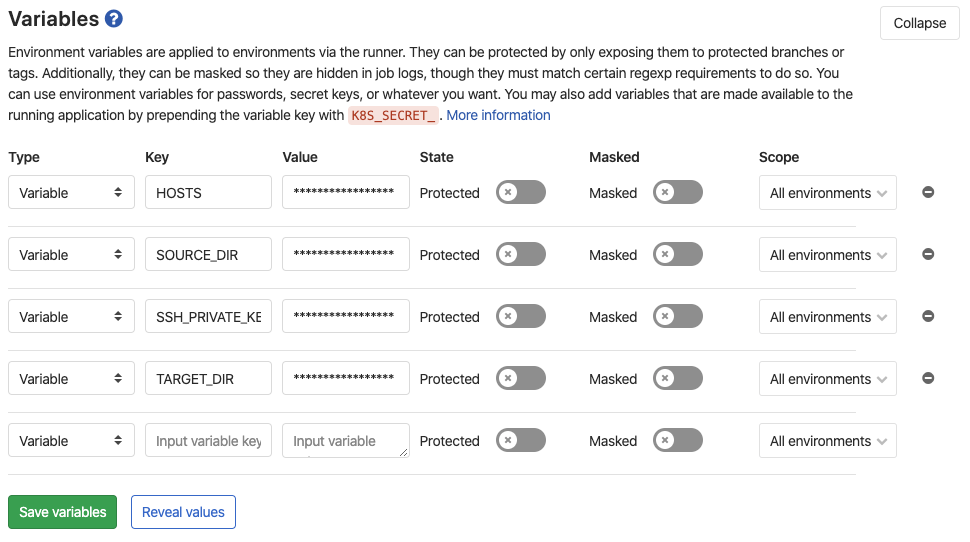 Variables
Collapse
Environment variables are applied to environments via the runner. They can be protected by only exposing them to protected branches or
tags. Additionally, they can be masked so they are hidden in job logs, though they must match certain regexp requirements to do so. You
can use environment variables for passwords, secret keys, or whatever you want. You may also add variables that are made available to the
running application by prepending the variable key with K8S_SECRET_. More information
Type Key Value State Masked Scope
Variable HOSTS ***************** Protected Masked All environments
Variable SOURCE_DIR ***************** Protected Masked All environments
Variable SSH_PRIVATE_KE ***************** Protected Masked All environments
Variable TARGET_DIR ***************** Protected Masked All environments
Variable Input variable key Input variable Protected Masked All environments
Save variables Reveal values